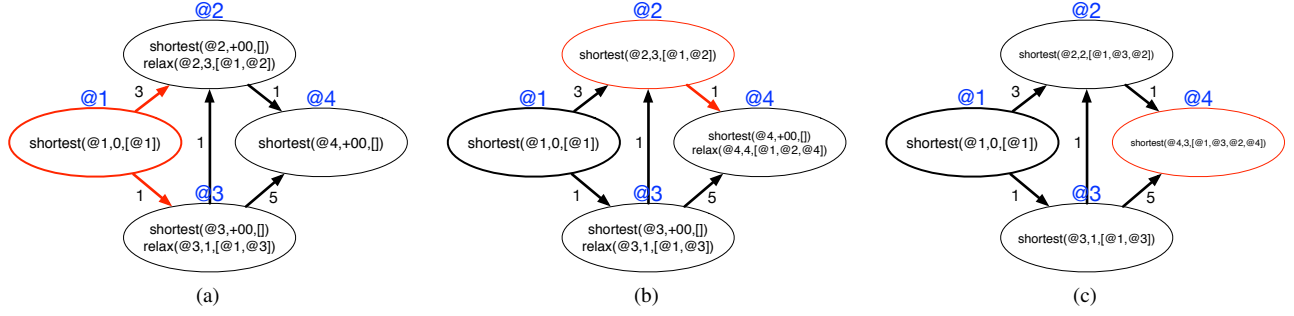 @2
shortest(@2,+00,[])
relax(@2,3,[@1,@2])
3
1
@1
@4
shortest(@1,0,[@1])
1
shortest(@4,+00,[])
1
@3
5
shortest(@3,+00,[])
relax(@3,1,[@1,@3])
(a)
@2
shortest(@2,3,[@1,@2])
3
1
@1
@4
shortest(@1,0,[@1])
1
shortest(@4,+00,[])
relax(@4,4,[@1,@2,@4])
1
@3
5
shortest(@3,+00,[])
relax(@3,1,[@1,@3])
(b)
@2
shortest(@2,2,[@1,@3,@2])
3
1
@1
@4
shortest(@1,0,[@1])
1
shortest(@4,3,[@1,@3,@2,@4])
1
@3
5
shortest(@3,1,[@1,@3])
(c)